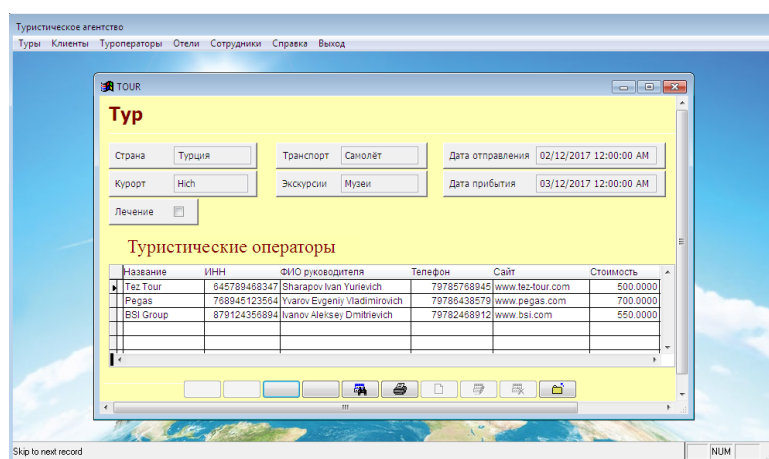 Туристическое агентство
Туры Клиенты Туроператоры Отели Сотрудники Справка Выход
TOUR
Тур
Страна Турция Транспорт Самолёт Дата отправления 02/12/2017 12:00:00 AM
Курорт Hich Экскурсии Музеи Дата прибытия 03/12/2017 12:00:00 AM
Лечение
Туристические операторы
Название ИНН ФИО руководителя Телефон Сайт Стоимость
Tez Tour 645789468347 Sharapov Ivan Yurievich 79785768945 www.tez-tour.com 500.0000
Pegas 768945123564 Yvarov Evgeniy Vladimirovich 79786438579 www.pegas.com 700.0000
BSI Group 879124356894 Ivanov Aleksey Dmitrievich 79782468912 www.bsi.com 550.0000
Skip to next record NUM